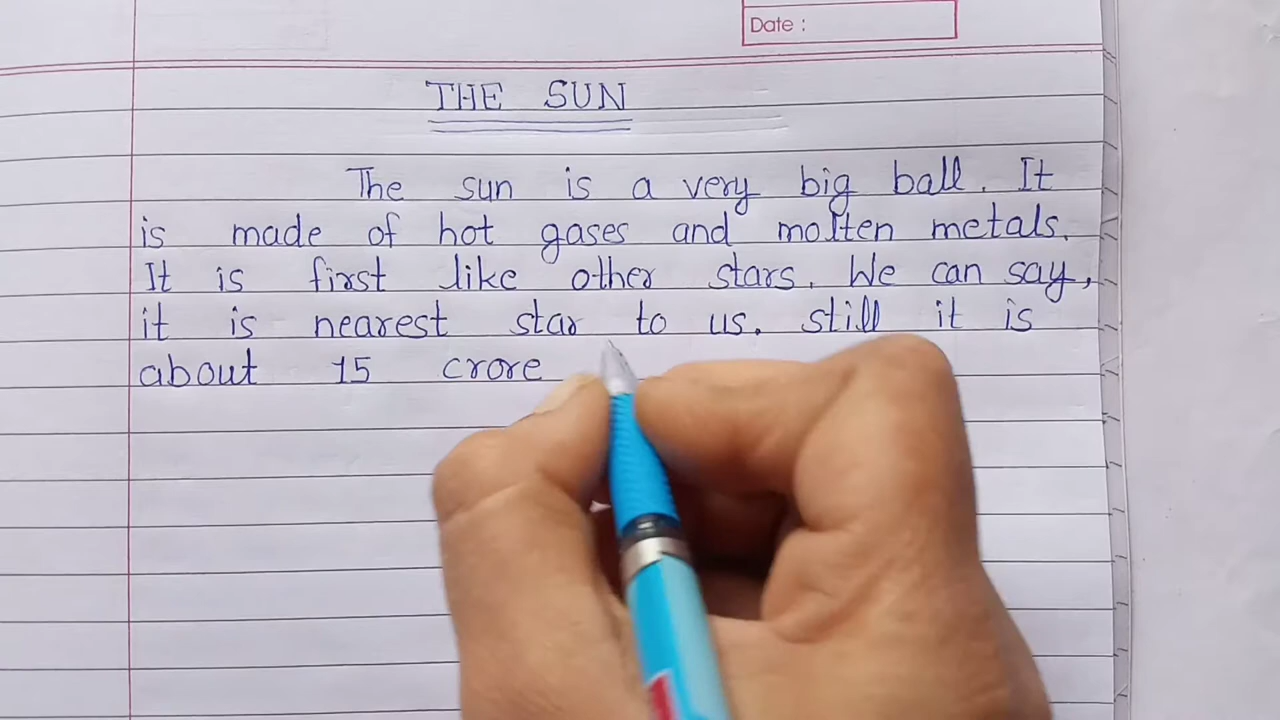 Date :
THE SUN
The sun is a very big ball. It
is made of hot gases and molten metals.
It is first like other stars. We can say,
it is nearest star to us. still it is
about 15 crore